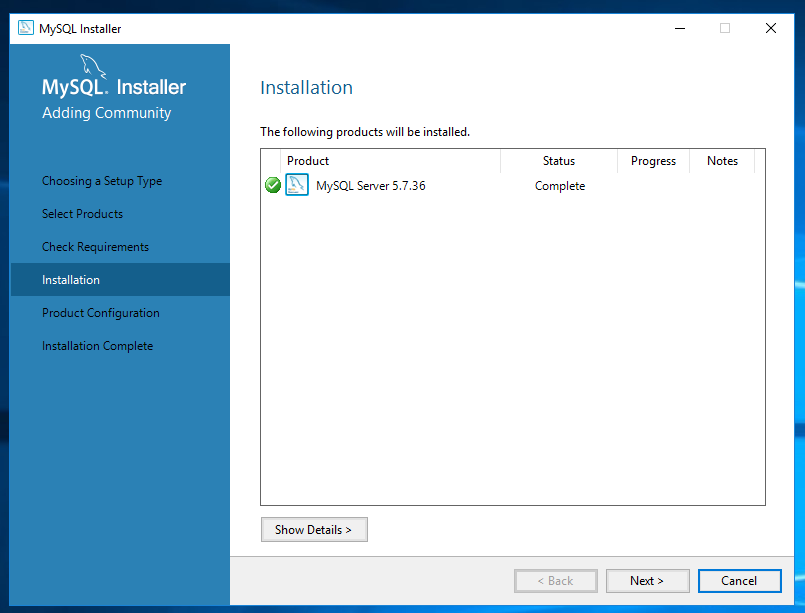 MySQL Installer
MySQL. Installer
Adding Community
Choosing a Setup Type
Select Products
Check Requirements
Installation
Product Configuration
Installation Complete
Installation
The following products will be installed.
Product Status Progress Notes
MySQL Server 5.7.36 Complete
Show Details >
< Back Next > Cancel